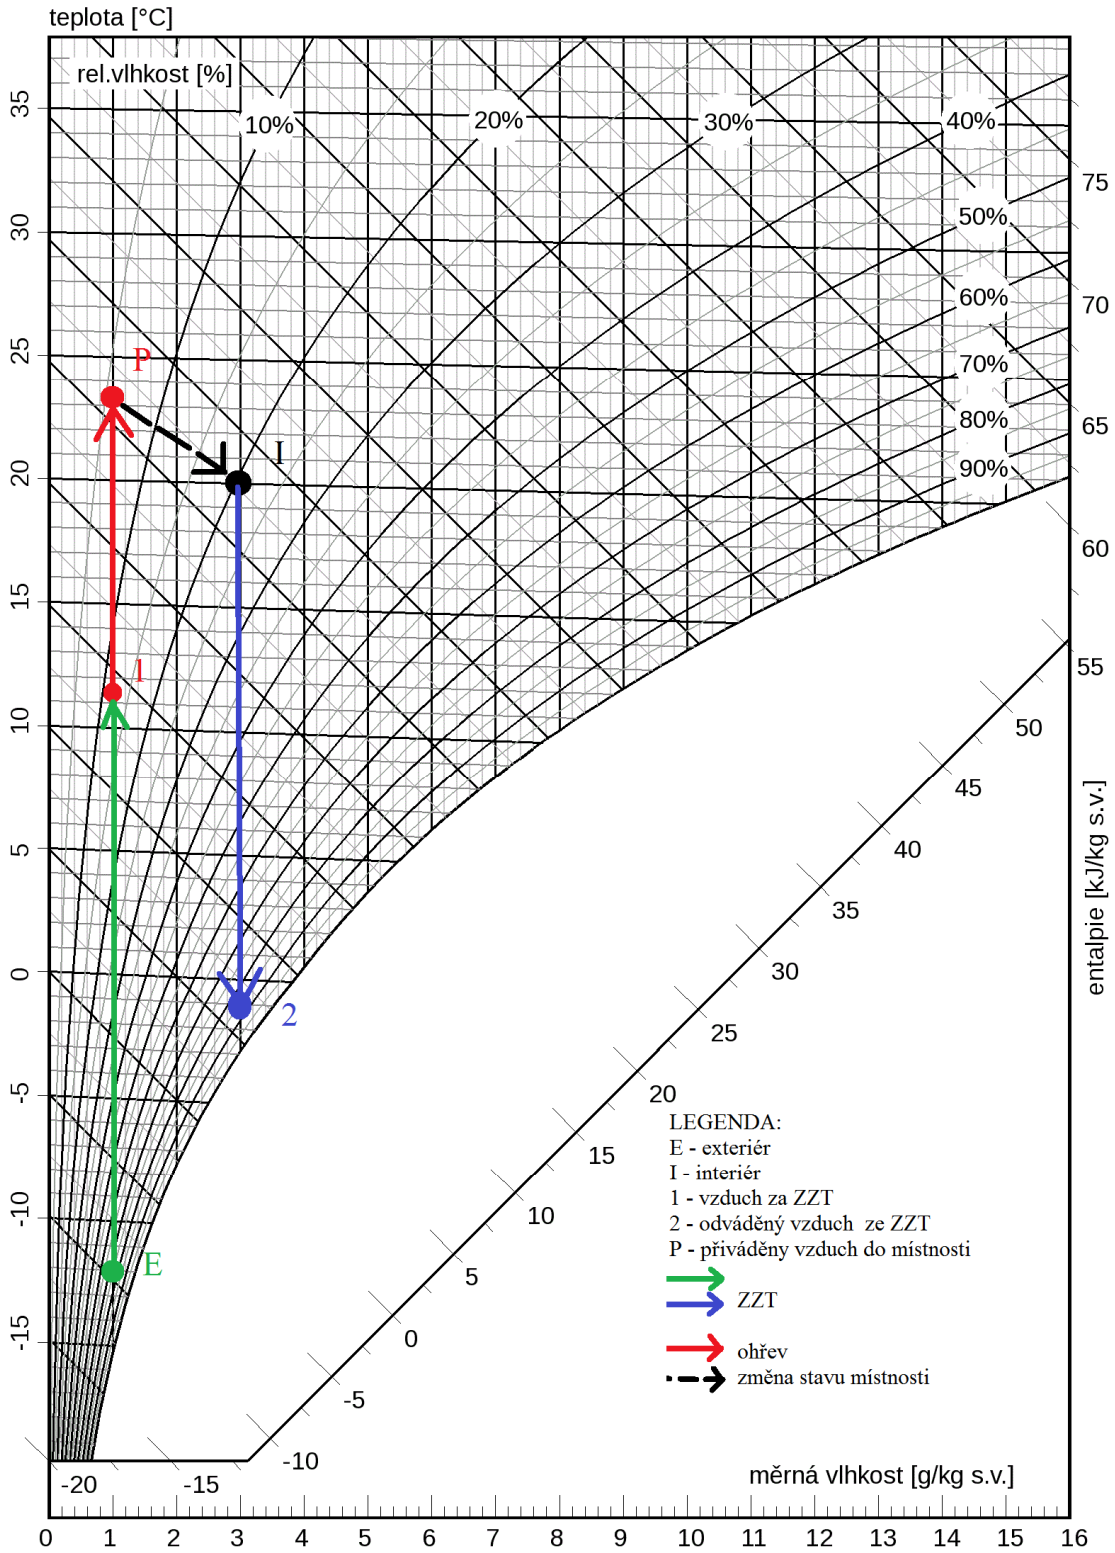 teplota [°C]
rel.vlhkost [%]
10%
20%
30%
40%
50%
60%
70%
80%
90%
35
30
25
20
15
10
5
0
-5
-10
-15
P
I
1
2
E
75
70
65
60
55
50
45
40
35
30
25
20
15
10
5
0
-5
-10
-15
-20
entalpie [kJ/kg s.v.]
LEGENDA:
E - exteriér
I - interiér
1 - vzduch za ZZT
2 - odváděný vzduch ze ZZT
P - přiváděny vzduch do místnosti
ZZT
ohřev
změna stavu místnosti
měrná vlhkost [g/kg s.v.]
0 1 2 3 4 5 6 7 8 9 10 11 12 13 14 15 16